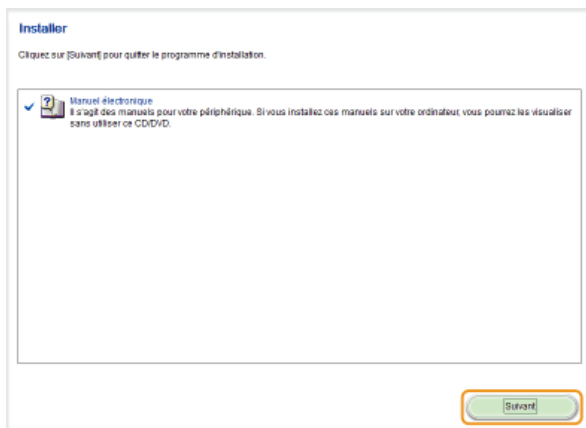 Installer
Cliquez sur [Suivant] pour quitter le programme d'installation.
Manuel électronique
Il s'agit des manuels pour votre périphérique. Si vous installez ces manuels sur votre ordinateur, vous pourrez les visualiser
sans utiliser ce CD/DVD.
Suivant